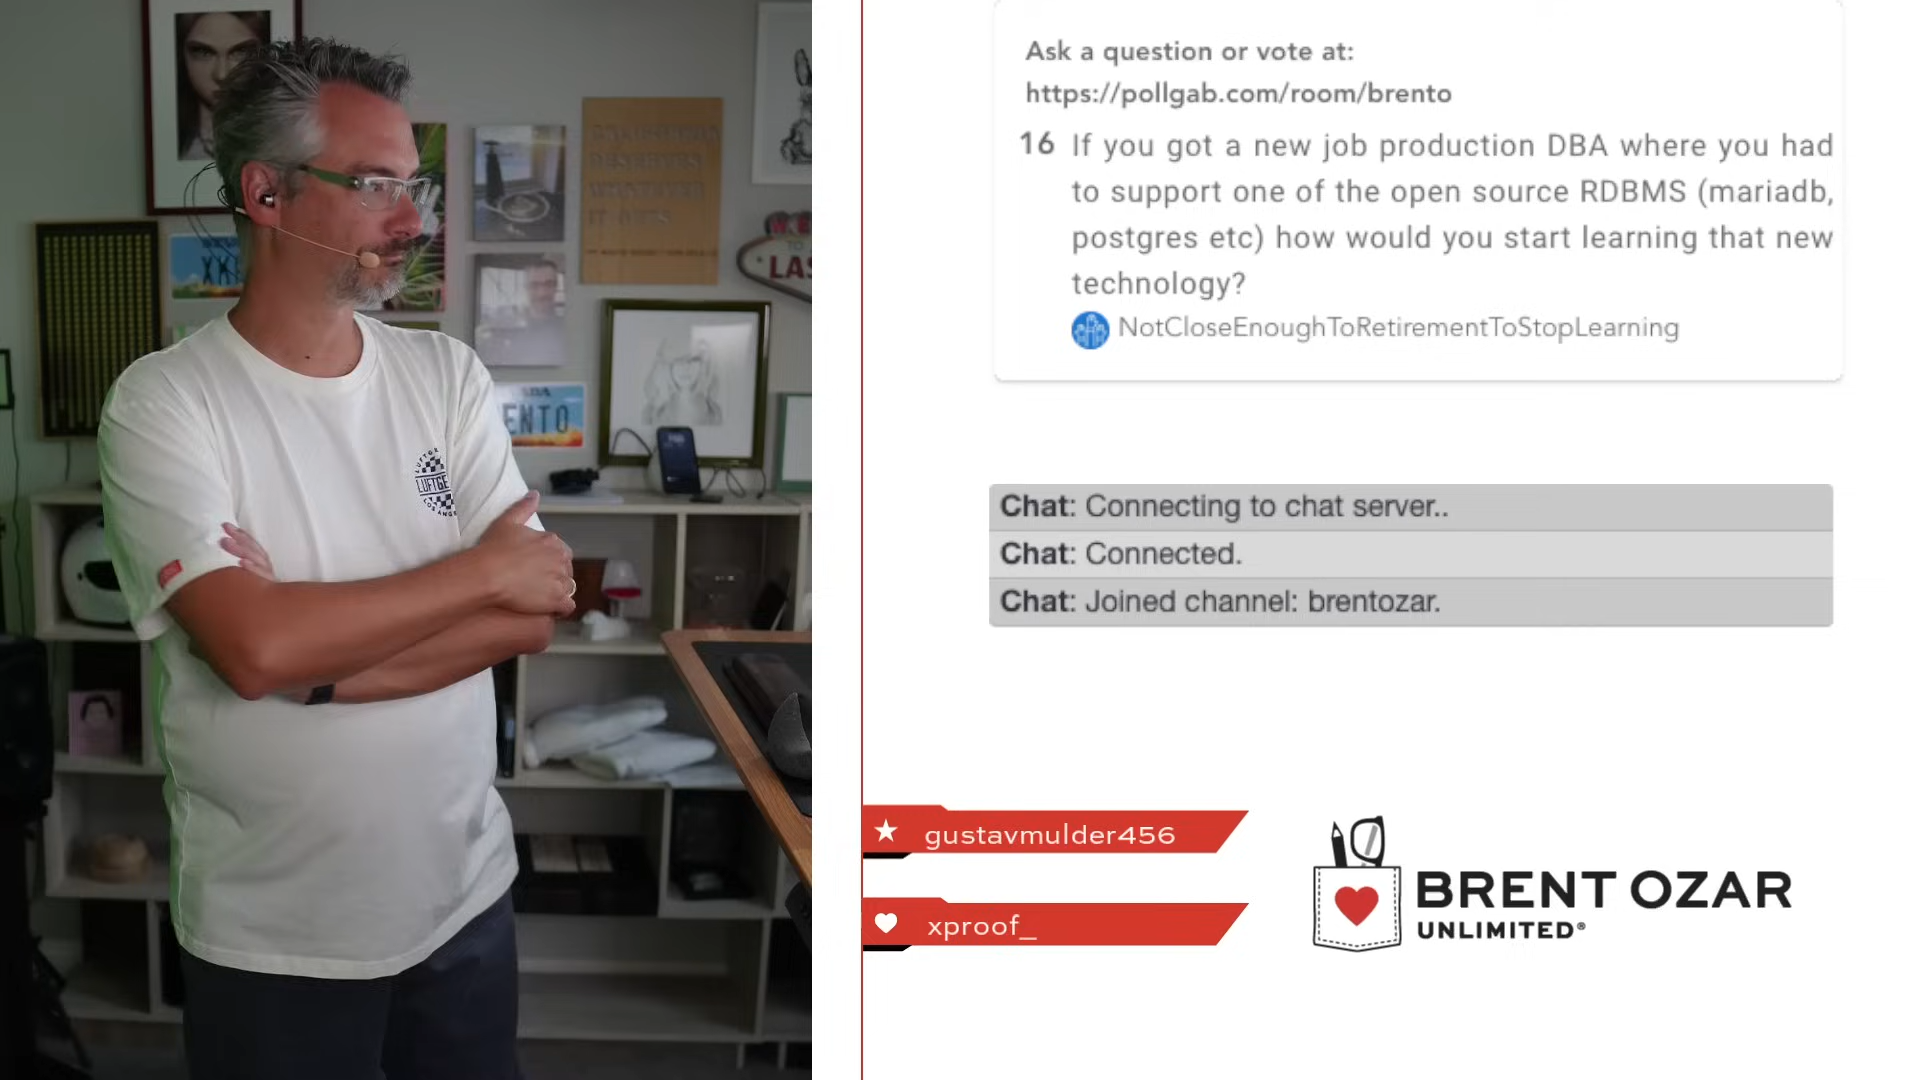 Ask a question or vote at:
https://pollgab.com/room/brento
16 If you got a new job production DBA where you had
to support one of the open source RDBMS (mariadb,
postgres etc) how would you start learning that new
technology?
NotCloseEnoughToRetirementToStopLearning
Chat: Connecting to chat server..
Chat: Connected.
Chat: Joined channel: brentozar.
gustavmulder456
xproof_
BRENT OZAR
UNLIMITED®
ENTO
LUFTGE
LAS